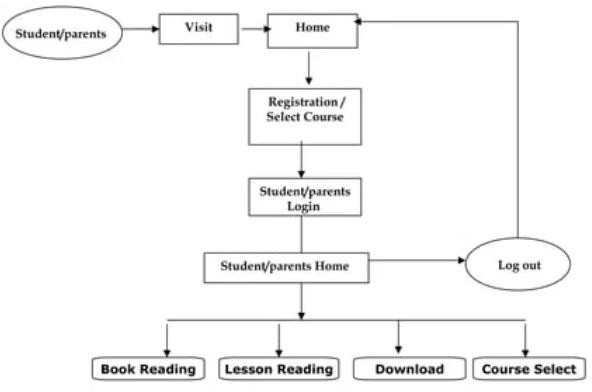 Student/parents
Visit
Home
Registration /
Select Course
Student/parents
Login
Student/parents Home
Log out
Book Reading
Lesson Reading
Download
Course Select